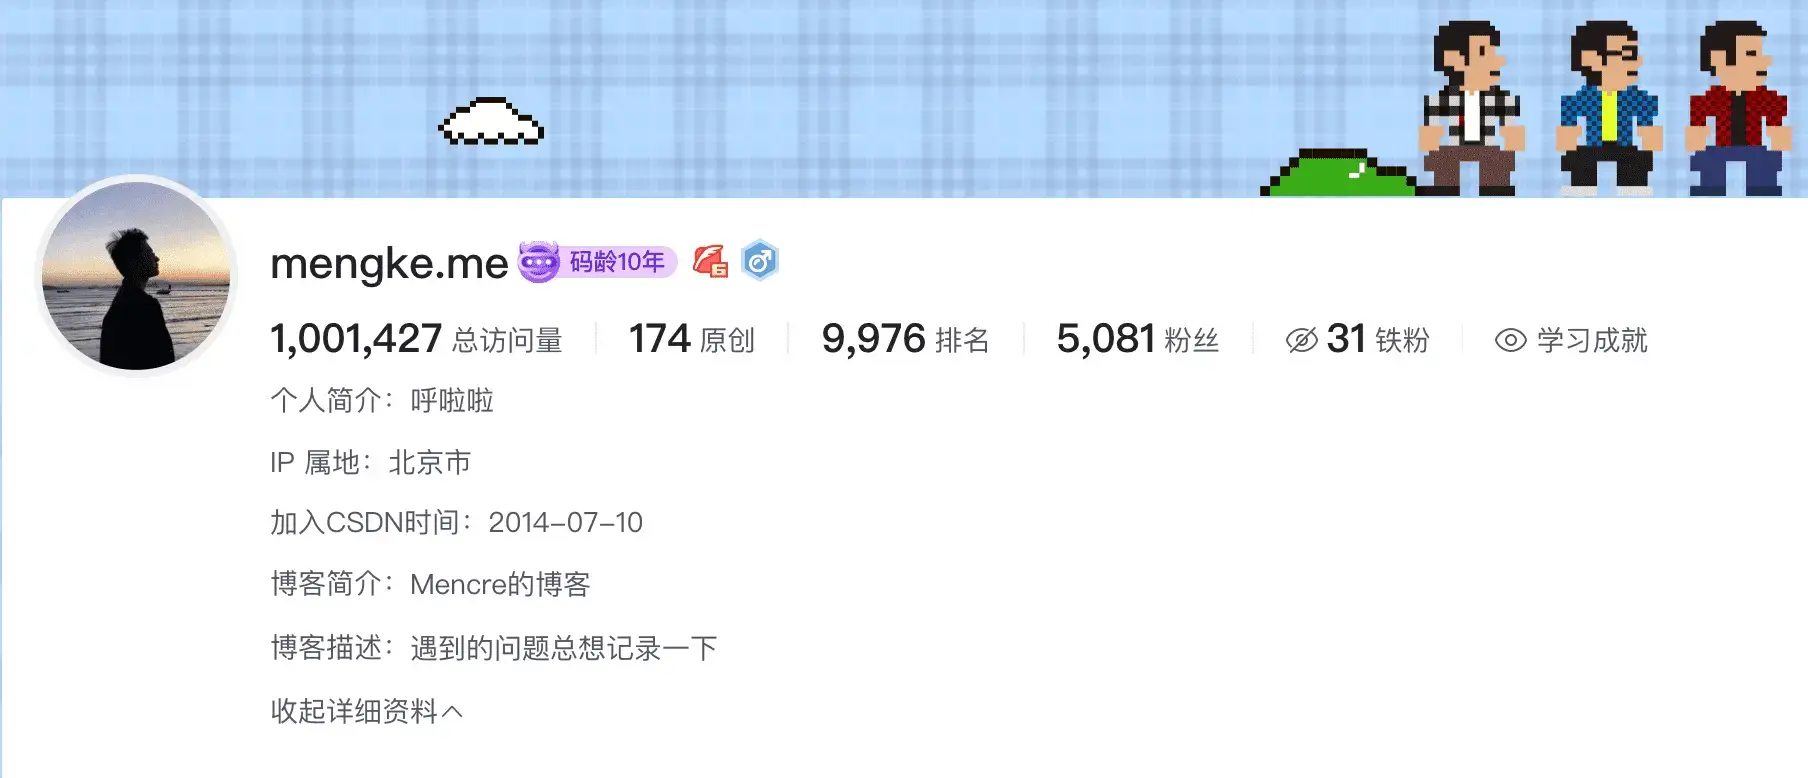 mengke.me 码龄10年 6
1,001,427 总访问量 174 原创 9,976 排名 5,081 粉丝 31 铁粉 学习成就
个人简介：呼啦啦
IP 属地：北京市
加入CSDN时间：2014-07-10
博客简介：Mencre的博客
博客描述：遇到的问题总想记录一下
收起详细资料